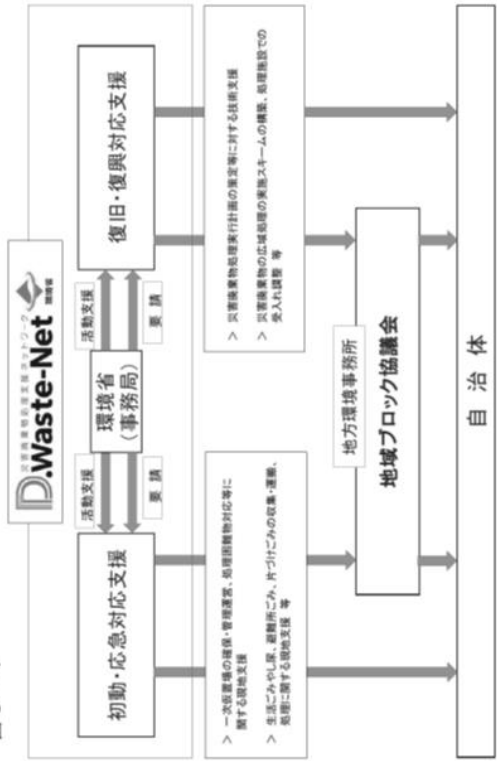 災害廃棄物処理支援ネットワーク
D.Waste-Net
環境省
初動・応急対応支援
活動支援
要 請
環境省
(事務局)
活動支援
要 請
復旧・復興対応支援
> 一次仮置場の確保・管理運営、処理困難物対応等に
関する現地支援
> 生活ごみやし尿、避難所ごみ、片づけごみの収集・運搬、
処理に関する現地支援 等
> 災害廃棄物処理実行計画の策定等に対する技術支援
> 災害廃棄物の広域処理の実施スキームの構築、処理施設での
受入れ調整 等
地方環境事務所
地域ブロック協議会
自 治 体